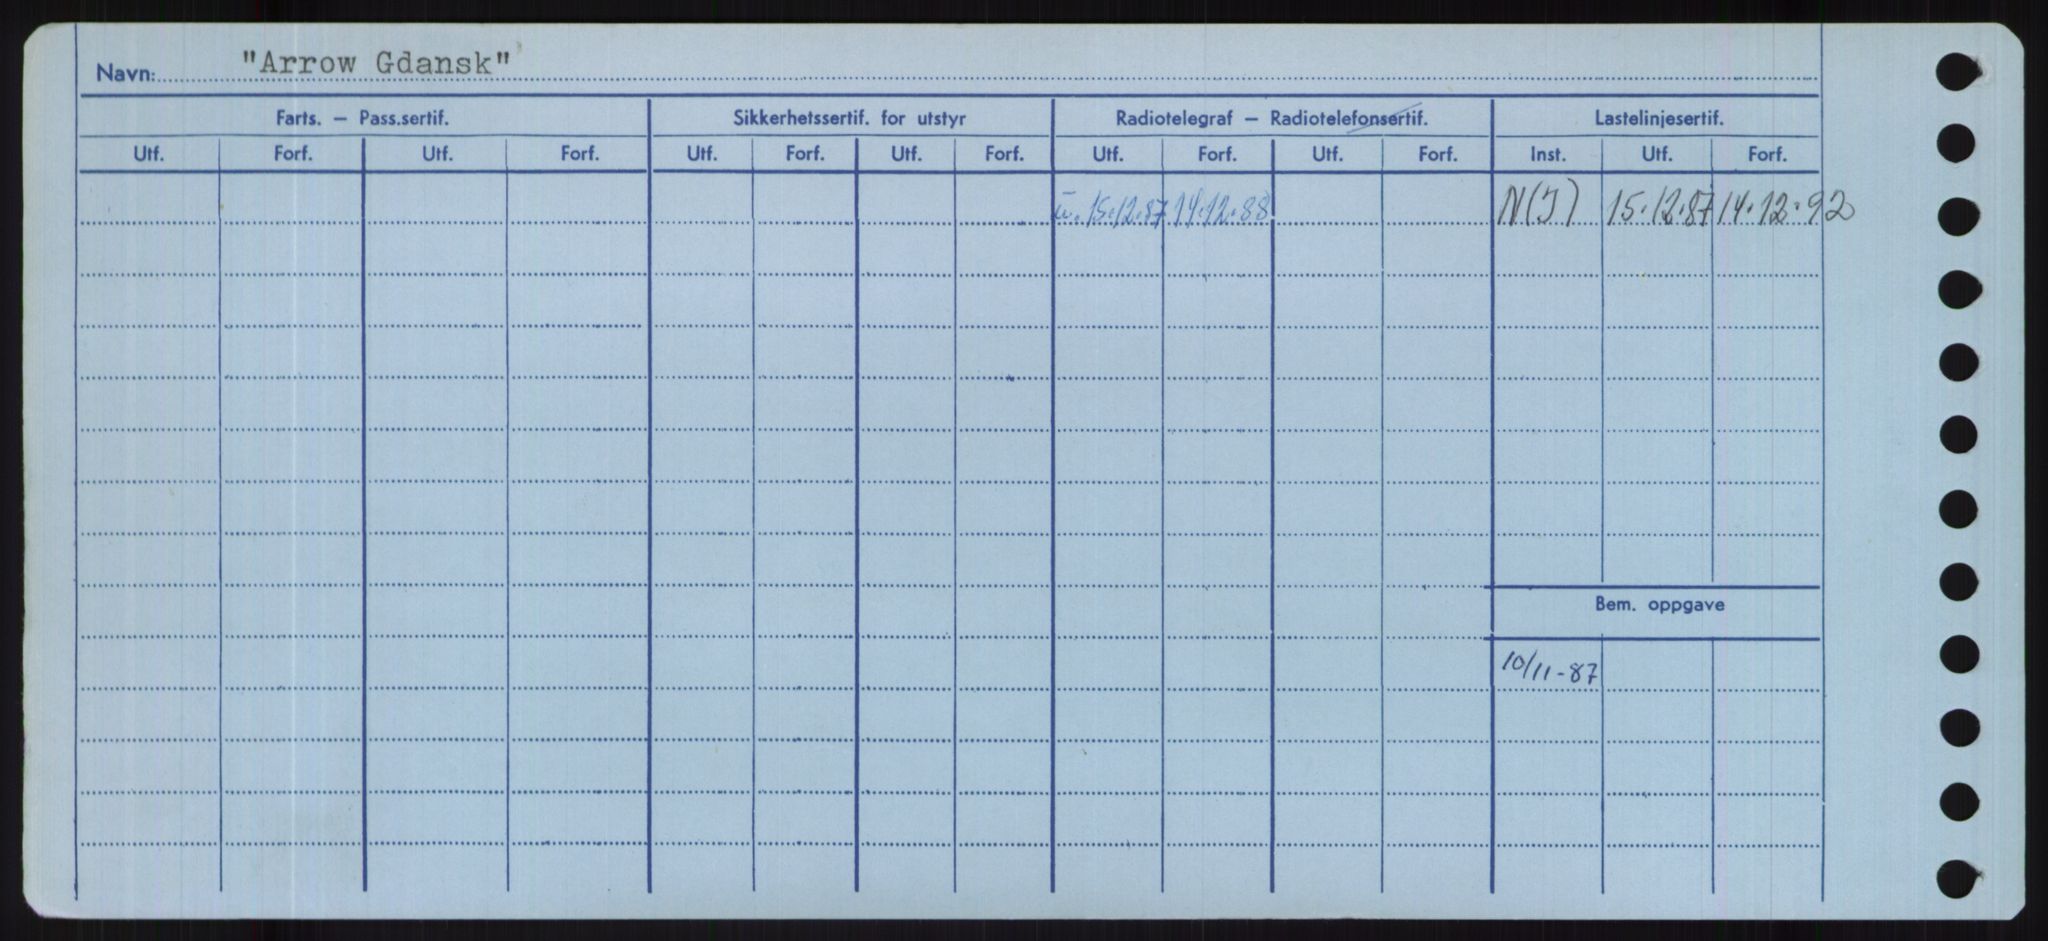 Navn: "Arrow Gdansk"
Farts. – Pass.sertif. Sikkerhetssertif. for utstyr Radiotelegraf – Radiotelefonsertif. Lastelinjesertif.
Utf. Forf. Utf. Forf. Utf. Forf. Utf. Forf. Utf. Forf. Utf. Forf. Inst. Utf. Forf.
u. 15.12.87 14.12.88 N(I) 15.12.87 14.12.92
Bem. oppgave
10/11-87